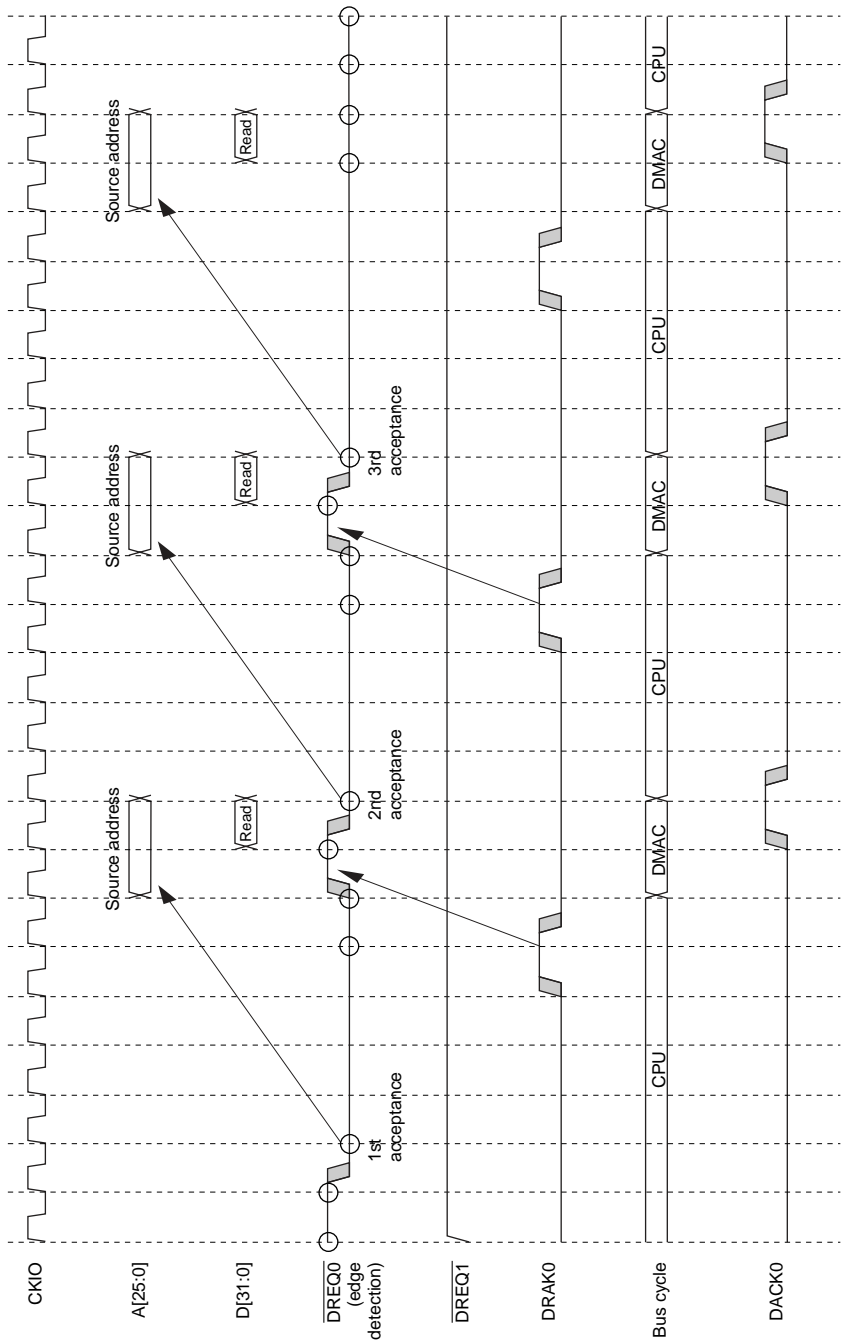 CKIO
Source address
Source address
Source address
A[25:0]
Read
Read
Read
D[31:0]
DREQ0
(edge
detection)
1st
acceptance
2nd
acceptance
3rd
acceptance
DREQ1
DRAK0
Bus cycle
CPU
DMAC
CPU
DMAC
CPU
DMAC
CPU
DACK0